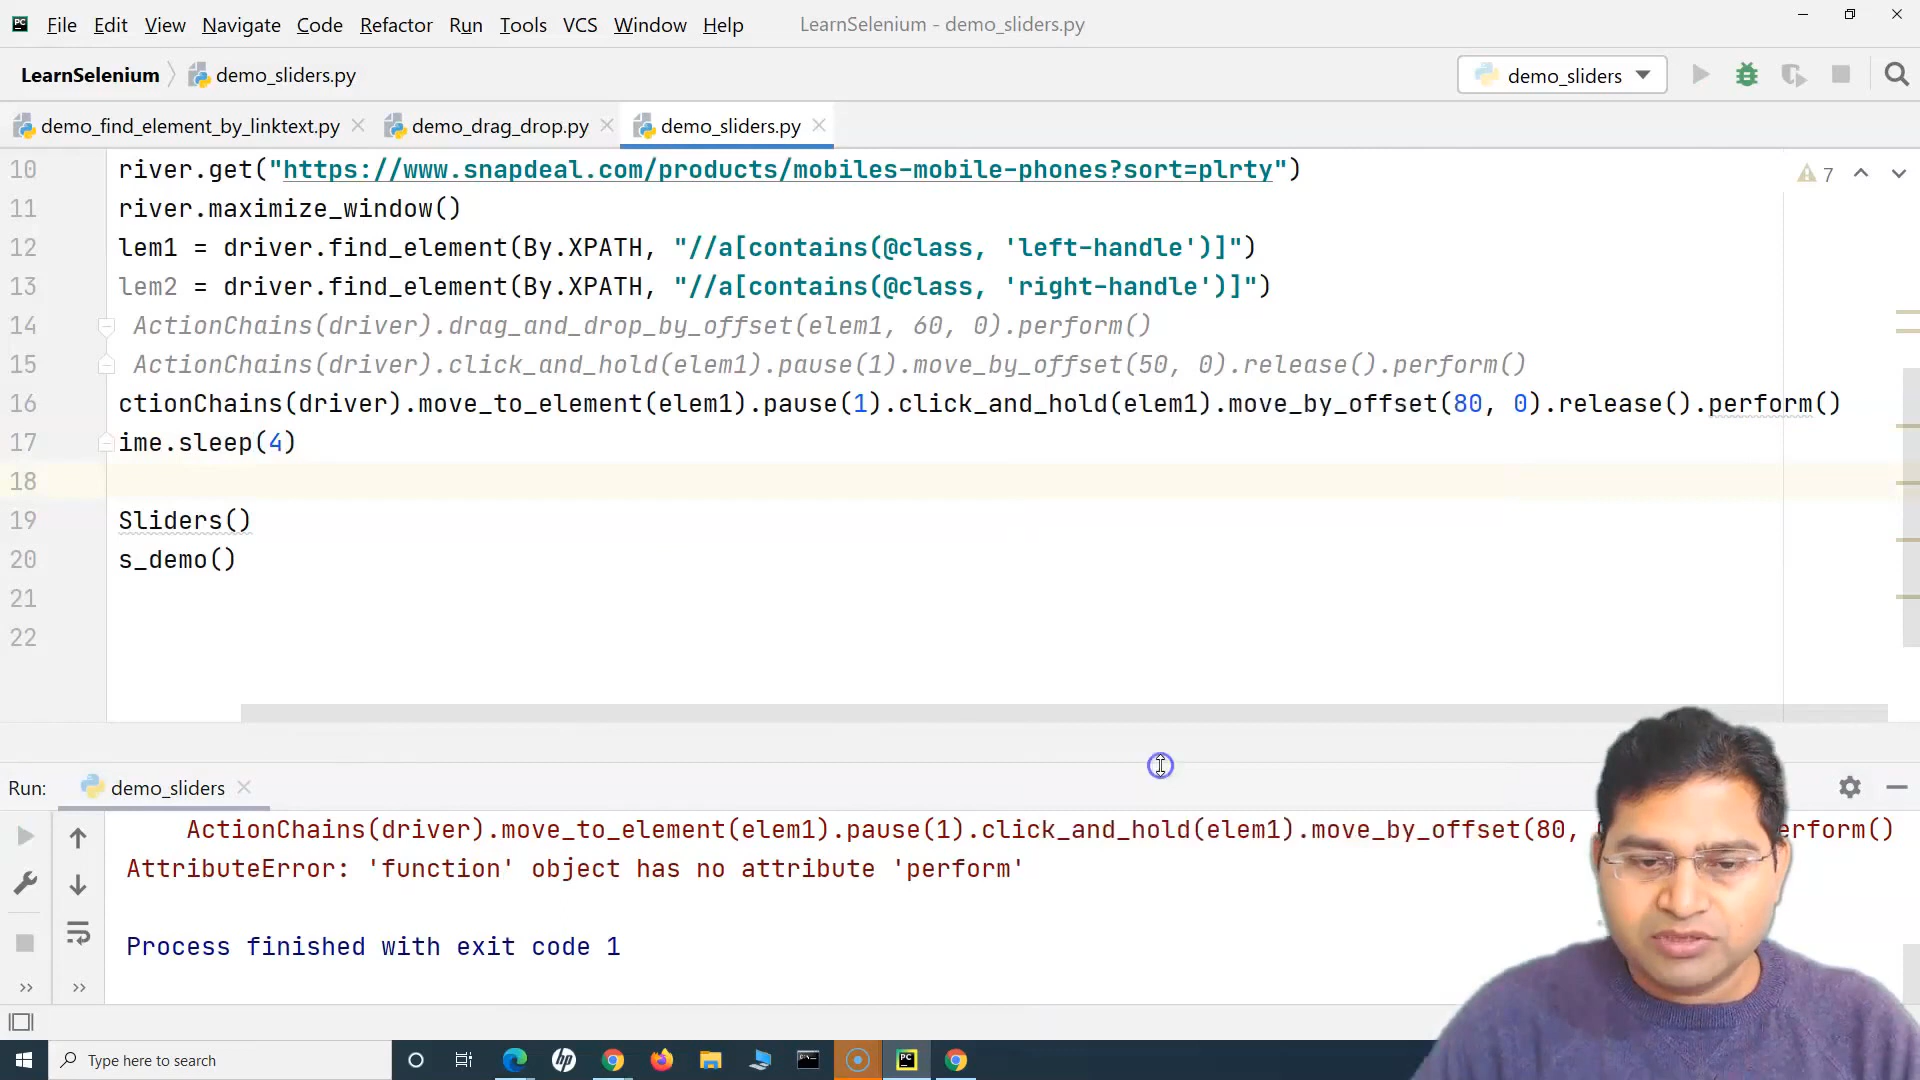 PC File Edit View Navigate Code Refactor Run Tools VCS Window Help LearnSelenium - demo_sliders.py
LearnSelenium demo_sliders.py demo_sliders
demo_find_element_by_linktext.py demo_drag_drop.py demo_sliders.py
10 river.get("https://www.snapdeal.com/products/mobiles-mobile-phones?sort=plrty") 7
11 river.maximize_window()
12 lem1 = driver.find_element(By.XPATH, "//a[contains(@class, 'left-handle')]")
13 lem2 = driver.find_element(By.XPATH, "//a[contains(@class, 'right-handle')]")
14 ActionChains(driver).drag_and_drop_by_offset(elem1, 60, 0).perform()
15 ActionChains(driver).click_and_hold(elem1).pause(1).move_by_offset(50, 0).release().perform()
16 ctionChains(driver).move_to_element(elem1).pause(1).click_and_hold(elem1).move_by_offset(80, 0).release().perform()
17 ime.sleep(4)
18
19 Sliders()
20 s_demo()
21
22
Run: demo_sliders
ActionChains(driver).move_to_element(elem1).pause(1).click_and_hold(elem1).move_by_offset(80, erform()
AttributeError: 'function' object has no attribute 'perform'
Process finished with exit code 1
Type here to search hp PC